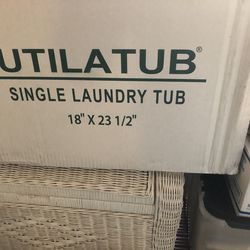 UTILATUB®
SINGLE LAUNDRY TUB
18" X 23 1/2"